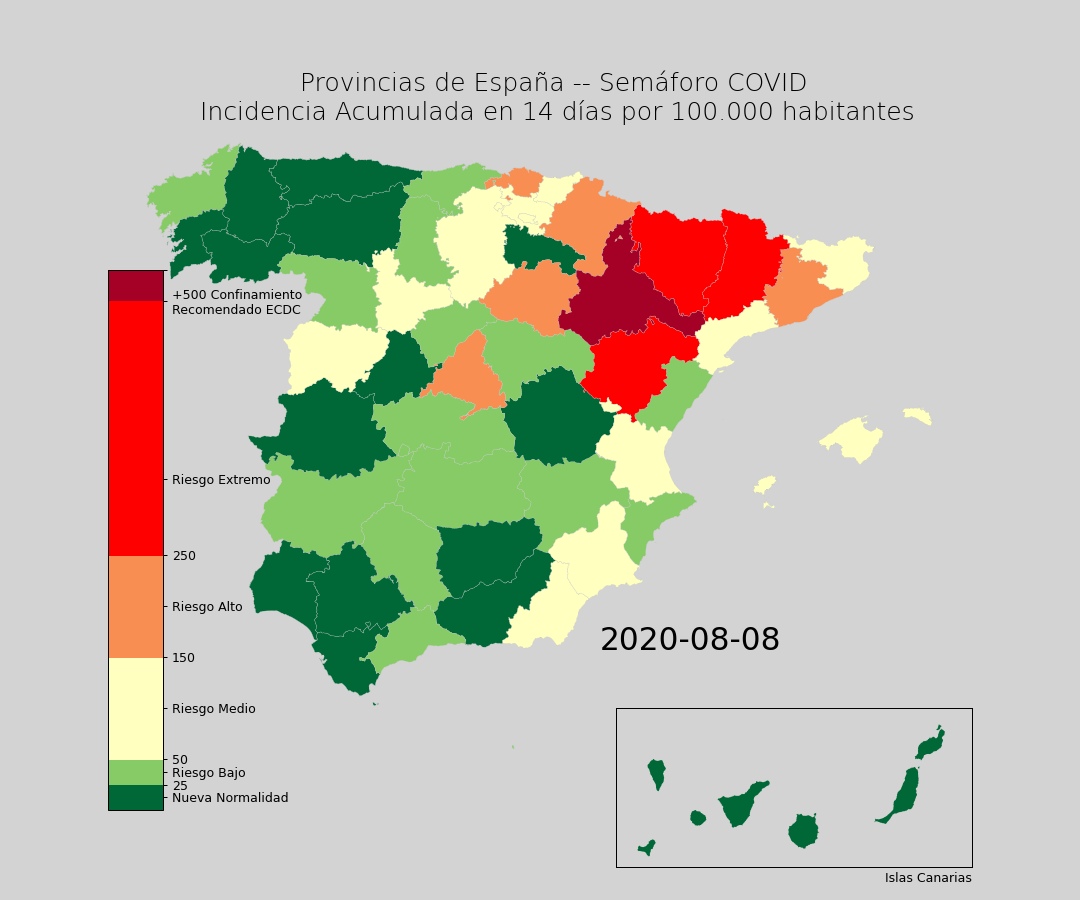 Provincias de España -- Semáforo COVID
Incidencia Acumulada en 14 días por 100.000 habitantes
+500 Confinamiento
Recomendado ECDC
Riesgo Extremo
250
Riesgo Alto
150
Riesgo Medio
50
Riesgo Bajo
25
Nueva Normalidad
2020-08-08
Islas Canarias